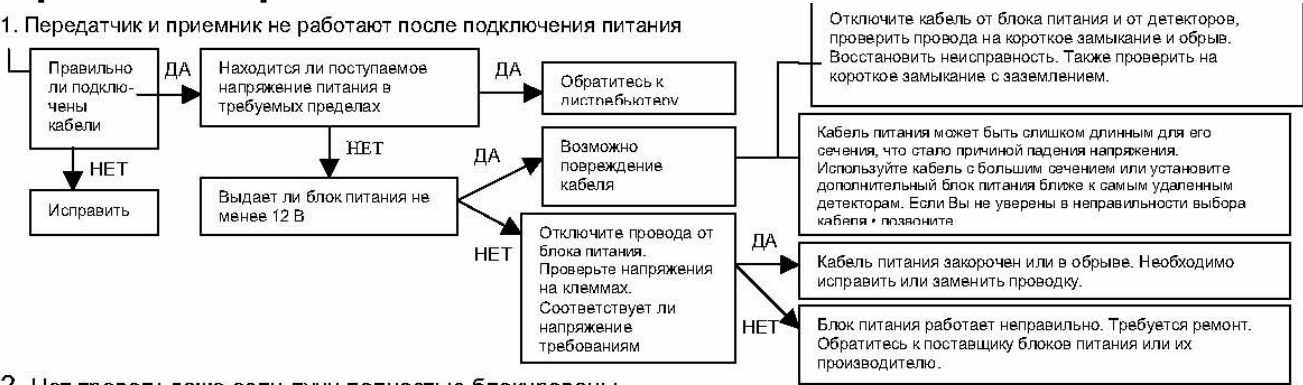 1. Передатчик и приемник не работают после подключения питания
Правильно
ли подклю-
чены
кабели
ДА
НЕТ
Исправить
Находится ли поступаемое
напряжение питания в
требуемых пределах
ДА
НЕТ
Обратитесь к
дистребьютеру
Выдает ли блок питания не
менее 12 В
ДА
НЕТ
Возможно
повреждение
кабеля
Отключите кабель от блока питания и от детекторов,
проверить провода на короткое замыкание и обрыв.
Восстановить неисправность. Также проверить на
короткое замыкание с заземлением.
Кабель питания может быть слишком длинным для его
сечения, что стало причиной падения напряжения.
Используйте кабель с большим сечением или установите
дополнительный блок питания ближе к самым удаленным
детекторам. Если Вы не уверены в неправильности выбора
кабеля • позвоните
Отключите провода от
блока питания.
Проверьте напряжения
на клеммах.
Соответствует ли
напряжение
требованиям
ДА
НЕТ
Кабель питания закорочен или в обрыве. Необходимо
исправить или заменить проводку.
Блок питания работает неправильно. Требуется ремонт.
Обратитесь к поставщику блоков питания или их
производителю.